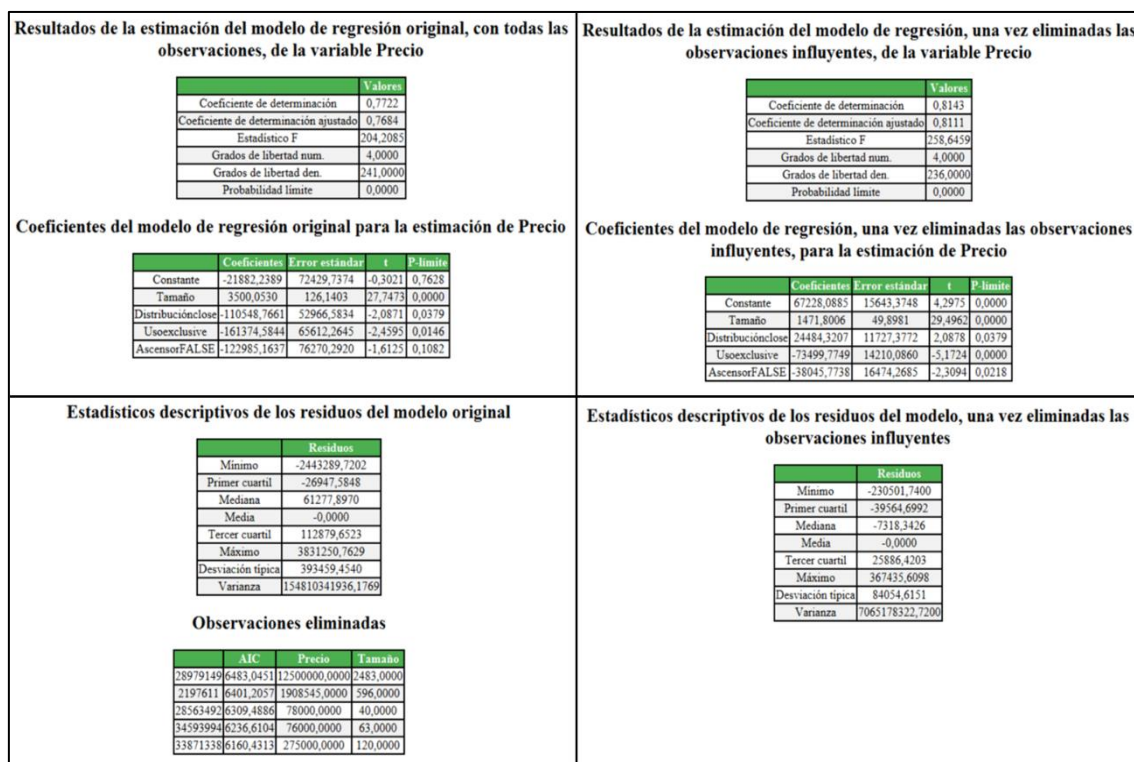 Resultados de la estimación del modelo de regresión original, con todas las
observaciones, de la variable Precio
Valores
Coeficiente de determinación 0,7722
Coeficiente de determinación ajustado 0,7684
Estadístico F 204,2085
Grados de libertad num. 4,0000
Grados de libertad den. 241,0000
Probabilidad límite 0,0000
Coeficientes del modelo de regresión original para la estimación de Precio
Coeficientes Error estándar t P-límite
Constante -21882,2389 72429,7374 -0,3021 0,7628
Tamaño 3500,0530 126,1403 27,7473 0,0000
Distribuciónclose -110548,7661 52966,5834 -2,0871 0,0379
Usoexclusive -161374,5844 65612,2645 -2,4595 0,0146
AscensorFALSE -122985,1637 76270,2920 -1,6125 0,1082
Resultados de la estimación del modelo de regresión, una vez eliminadas las
observaciones influyentes, de la variable Precio
Valores
Coeficiente de determinación 0,8143
Coeficiente de determinación ajustado 0,8111
Estadístico F 258,6459
Grados de libertad num. 4,0000
Grados de libertad den. 236,0000
Probabilidad límite 0,0000
Coeficientes del modelo de regresión, una vez eliminadas las observaciones
influyentes, para la estimación de Precio
Coeficientes Error estándar t P-límite
Constante 67228,0885 15643,3748 4,2975 0,0000
Tamaño 1471,8006 49,8981 29,4962 0,0000
Distribuciónclose 24484,3207 11727,3772 2,0878 0,0379
Usoexclusive -73499,7749 14210,0860 -5,1724 0,0000
AscensorFALSE -38045,7738 16474,2685 -2,3094 0,0218
Estadísticos descriptivos de los residuos del modelo original
Residuos
Mínimo -2443289,7202
Primer cuartil -26947,5848
Mediana 61277,8970
Media -0,0000
Tercer cuartil 112879,6523
Máximo 3831250,7629
Desviación típica 393459,4540
Varianza 154810341936,1769
Observaciones eliminadas
AIC Precio Tamaño
28979149 6483,0451 12500000,0000 2483,0000
2197611 6401,2057 1908545,0000 596,0000
28563492 6309,4886 78000,0000 40,0000
34593994 6236,6104 76000,0000 63,0000
33871338 6160,4313 275000,0000 120,0000
Estadísticos descriptivos de los residuos del modelo, una vez eliminadas las
observaciones influyentes
Residuos
Mínimo -230501,7400
Primer cuartil -39564,6992
Mediana -7318,3426
Media -0,0000
Tercer cuartil 25886,4203
Máximo 367435,6098
Desviación típica 84054,6151
Varianza 7065178322,7200